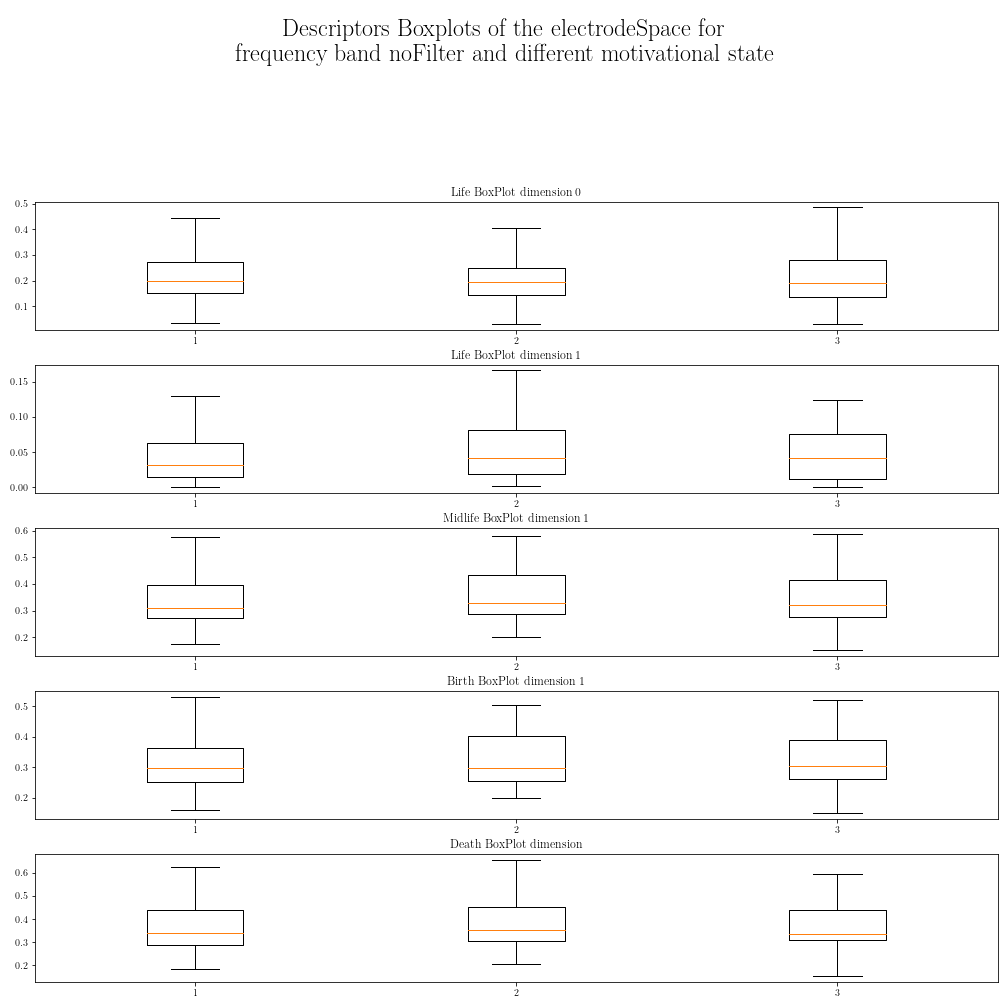 Descriptors Boxplots of the electrodeSpace for
frequency band noFilter and different motivational state
Life BoxPlot dimension 0
0.5
0.4
0.3
0.2
0.1
1 2 3
Life BoxPlot dimension 1
0.15
0.10
0.05
0.00
1 2 3
Midlife BoxPlot dimension 1
0.6
0.5
0.4
0.3
0.2
1 2 3
Birth BoxPlot dimension 1
0.5
0.4
0.3
0.2
1 2 3
Death BoxPlot dimension
0.6
0.5
0.4
0.3
0.2
1 2 3